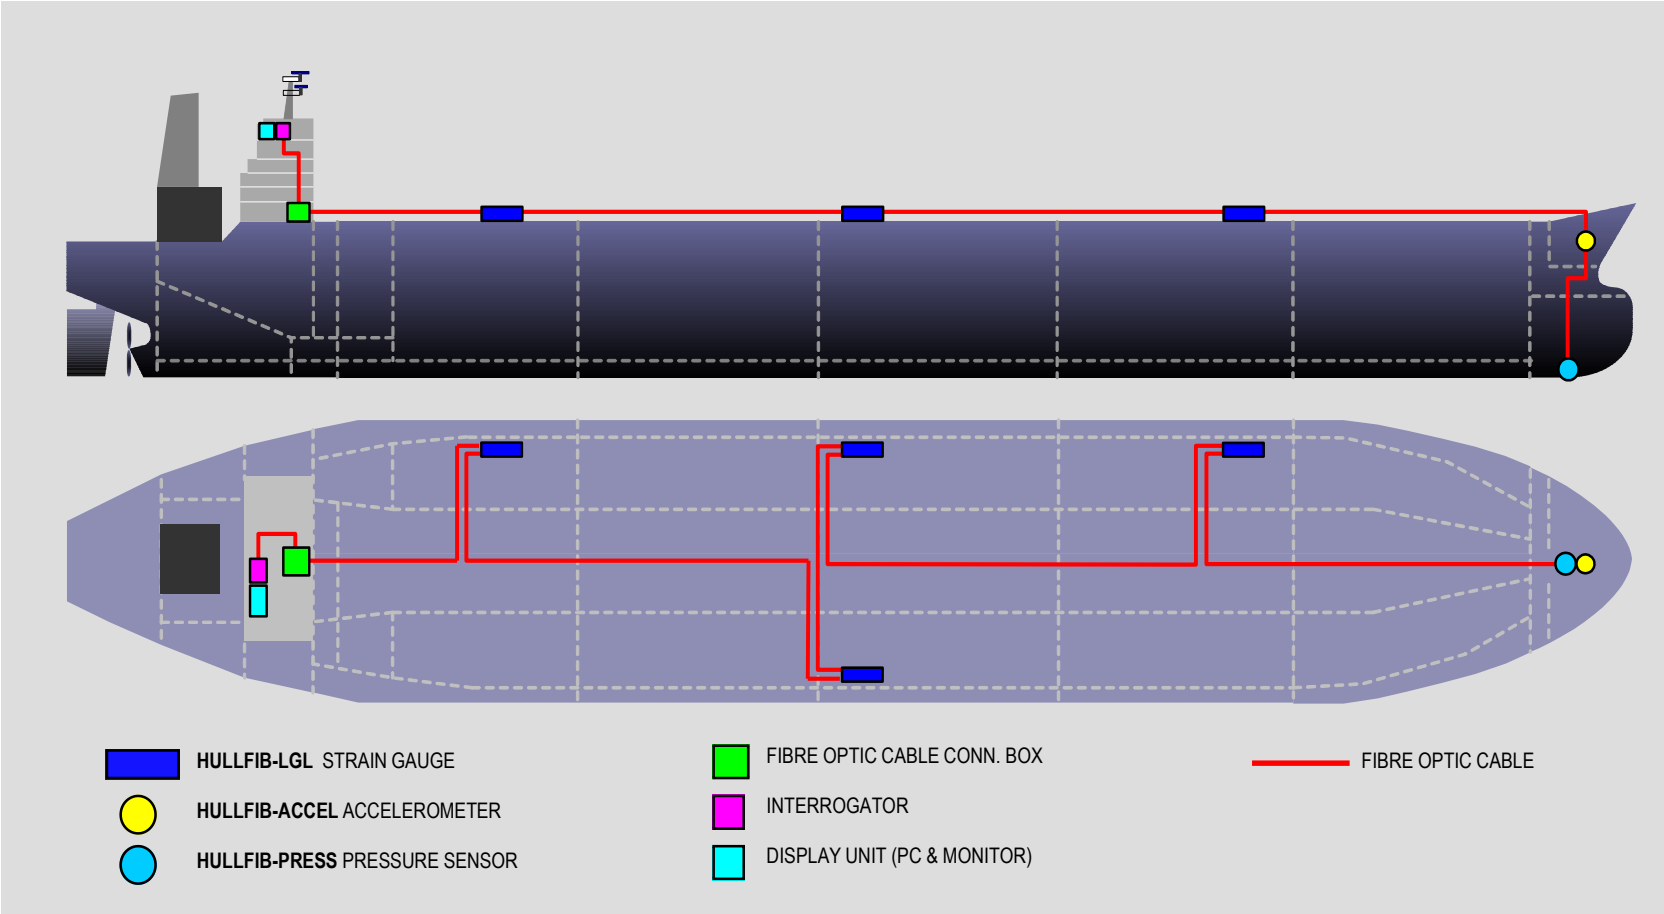 HULLFIB-LGL STRAIN GAUGE
HULLFIB-ACCEL ACCELEROMETER
HULLFIB-PRESS PRESSURE SENSOR
FIBRE OPTIC CABLE CONN. BOX
INTERROGATOR
DISPLAY UNIT (PC & MONITOR)
FIBRE OPTIC CABLE